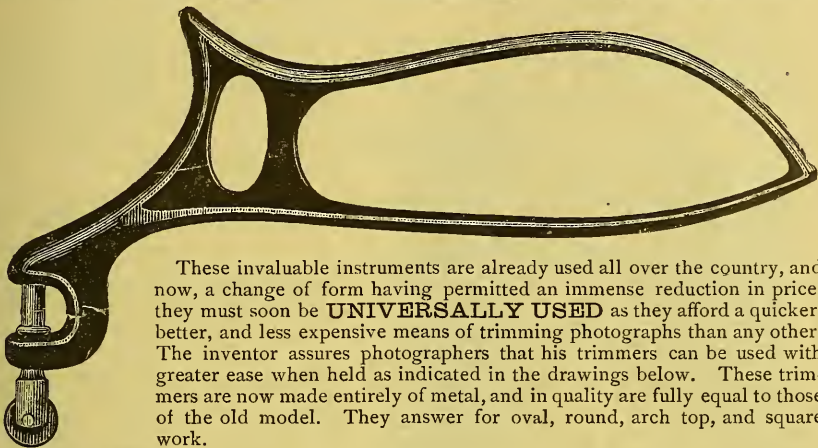 These invaluable instruments are already used all over the country, and
now, a change of form having permitted an immense reduction in price
they must soon be UNIVERSALLY USED as they afford a quicker
better, and less expensive means of trimming photographs than any other
The inventor assures photographers that his trimmers can be used with
greater ease when held as indicated in the drawings below. These trim
mers are now made entirely of metal, and in quality are fully equal to those
of the old model. They answer for oval, round, arch top, and square
work.